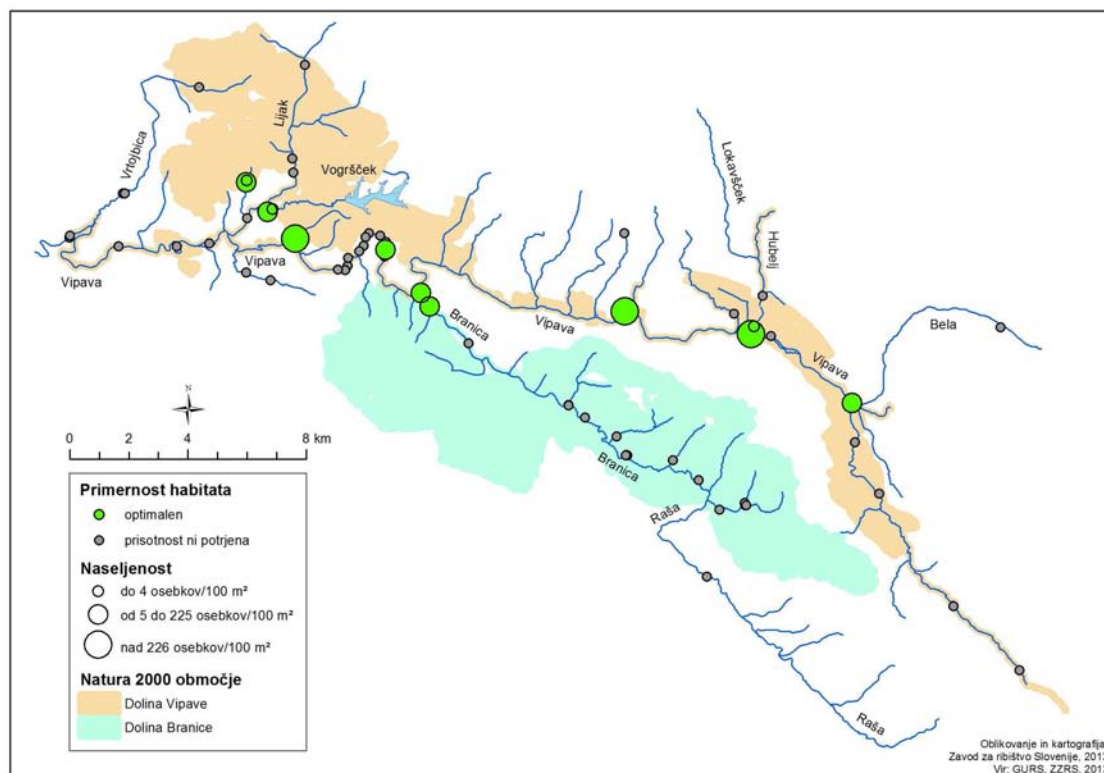 Vrtojbica
Lijak
Vogršček
Lokavšček
Hubelj
Vipava
Vipava
Vipava
Vipava
Bela
Branica
Branica
Raša
Raša
N
0 2 4 8 km
Primernost habitata
optimalen
prisotnost ni potrjena
Naseljenost
do 4 osebkov/100 m²
od 5 do 225 osebkov/100 m²
nad 226 osebkov/100 m²
Natura 2000 območje
Dolina Vipave
Dolina Branice
Oblikovanje in kartografija
Zavod za ribištvo Slovenije, 2013
Vir: GURS, ZZRS, 2013